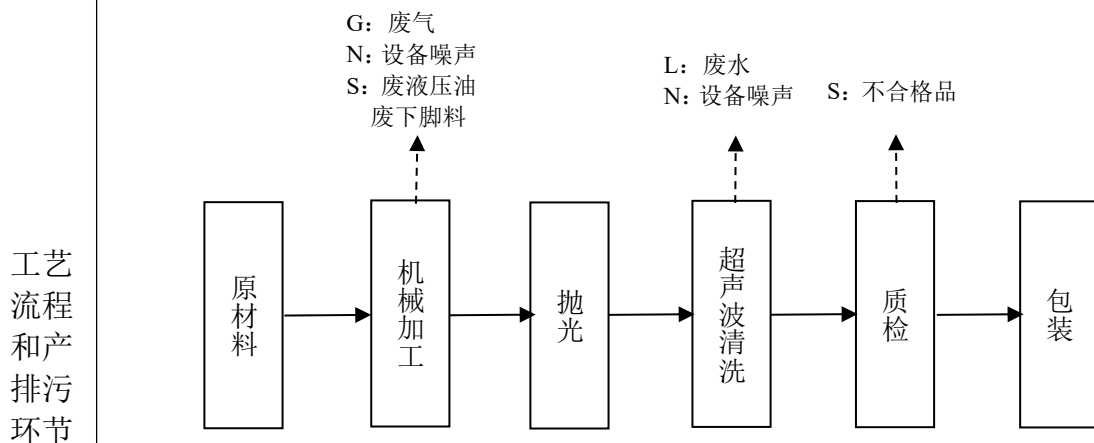 G：废气
N：设备噪声
S：废液压油
废下脚料
L：废水
N：设备噪声
S：不合格品
工艺
流程
和产
排污
环节
原材料
机械加工
抛光
超声波清洗
质检
包装